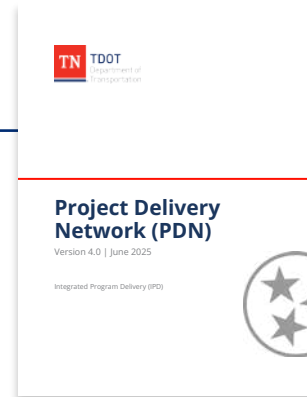 TN
TDOT
Department of
Transportation
Project Delivery
Network (PDN)
Version 4.0 | June 2025
Integrated Program Delivery (IPD)